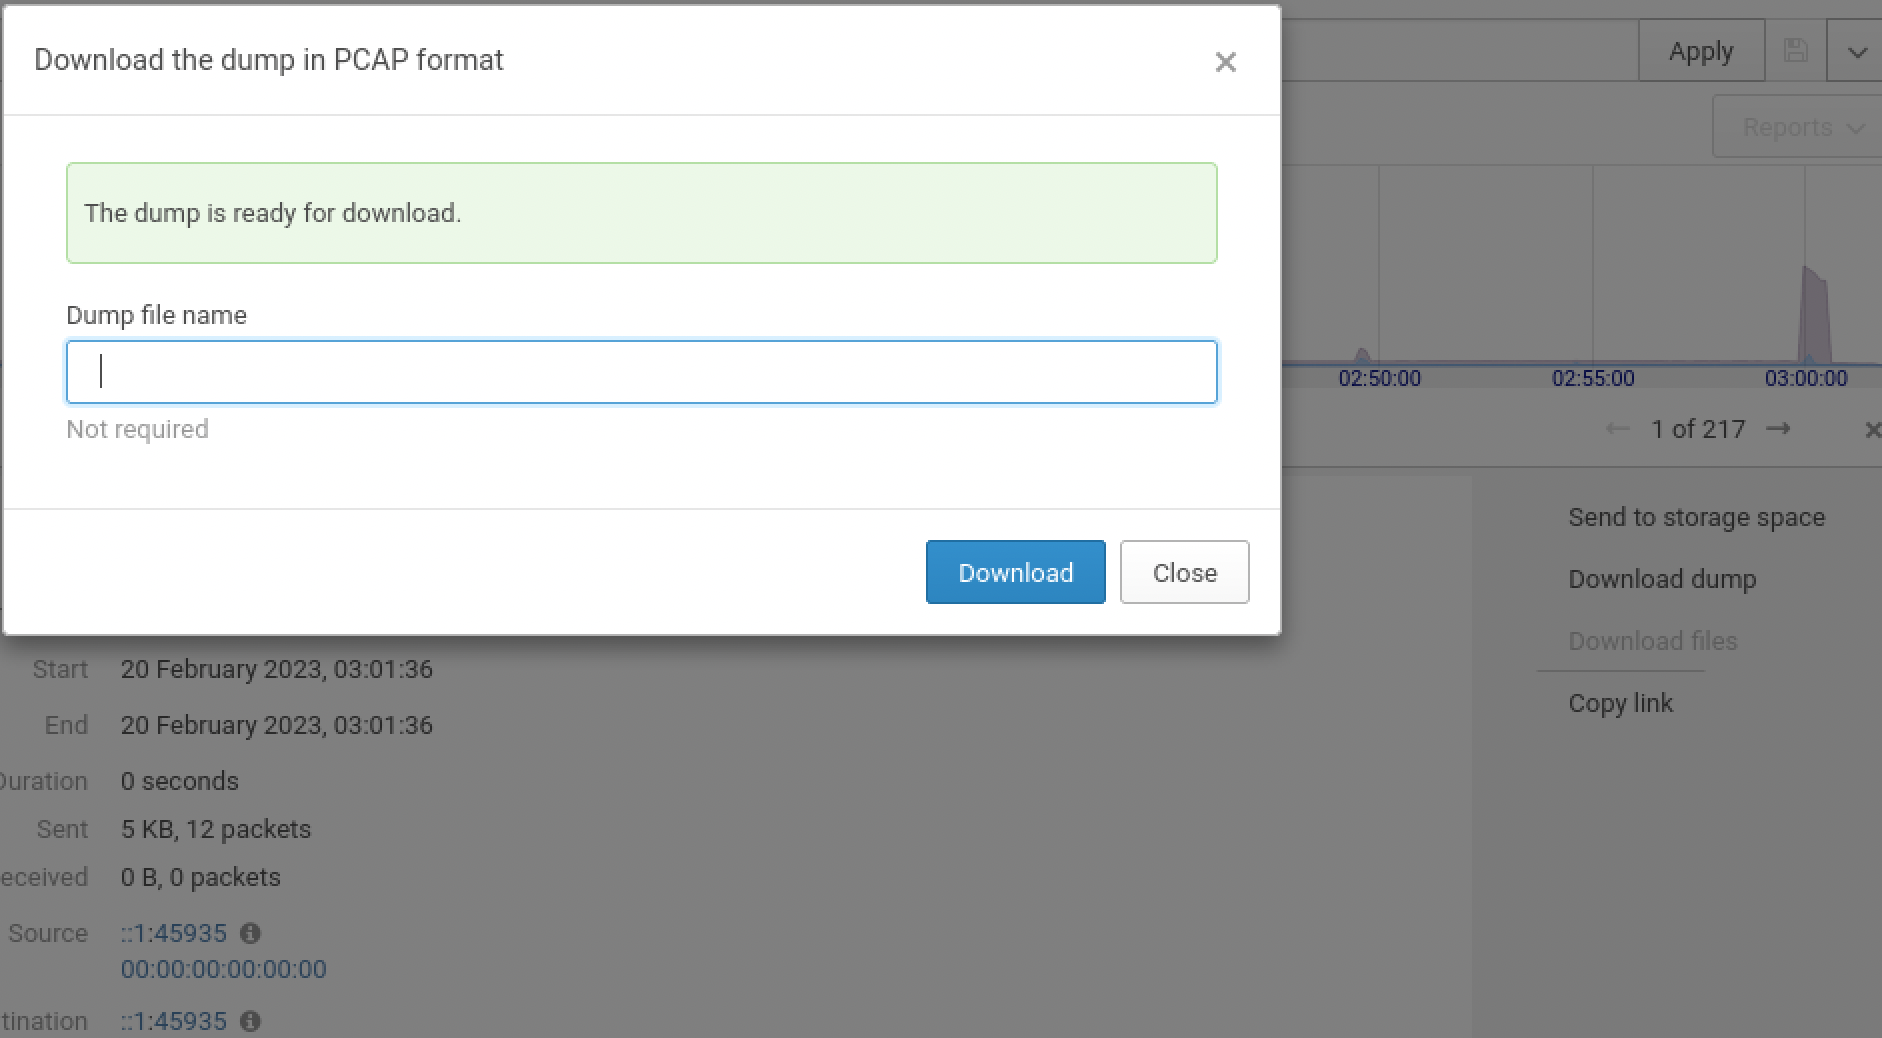 Download the dump in PCAP format
Apply
Reports
The dump is ready for download.
Dump file name
Not required
02:50:00 02:55:00 03:00:00
1 of 217
Download Close
Send to storage space
Download dump
Download files
Copy link
Start 20 February 2023, 03:01:36
End 20 February 2023, 03:01:36
Duration 0 seconds
Sent 5 KB, 12 packets
eceived 0 B, 0 packets
Source ::1:45935
00:00:00:00:00:00
tination ::1:45935